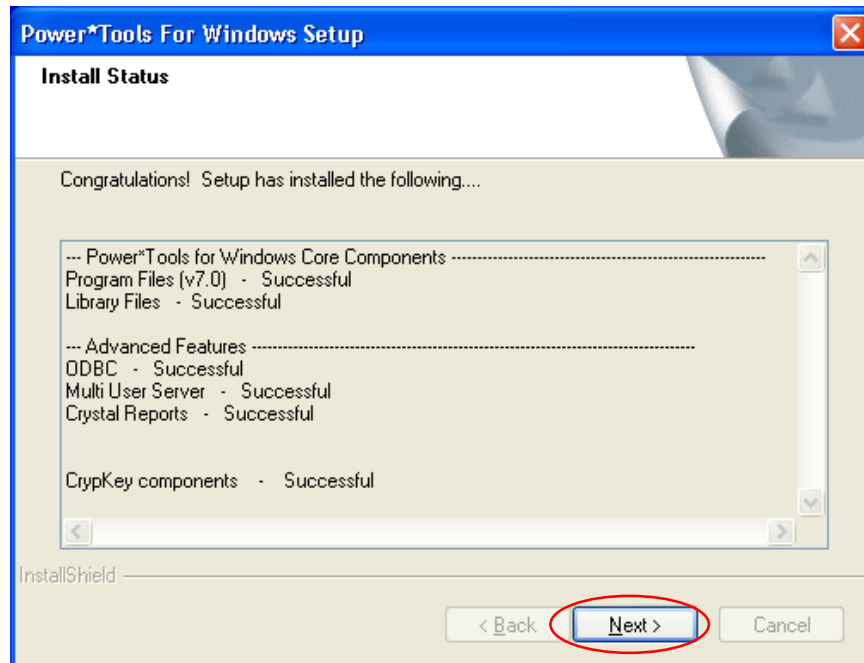 Power*Tools For Windows Setup
Install Status
Congratulations!  Setup has installed the following....
--- Power*Tools for Windows Core Components ---------------------------------------------------------------
Program Files (v7.0)  -  Successful
Library Files  -  Successful
--- Advanced Features -----------------------------------------------------------------------------------------
ODBC  -  Successful
Multi User Server  -  Successful
Crystal Reports  -  Successful
CrypKey components  -  Successful
InstallShield
< Back
Next >
Cancel